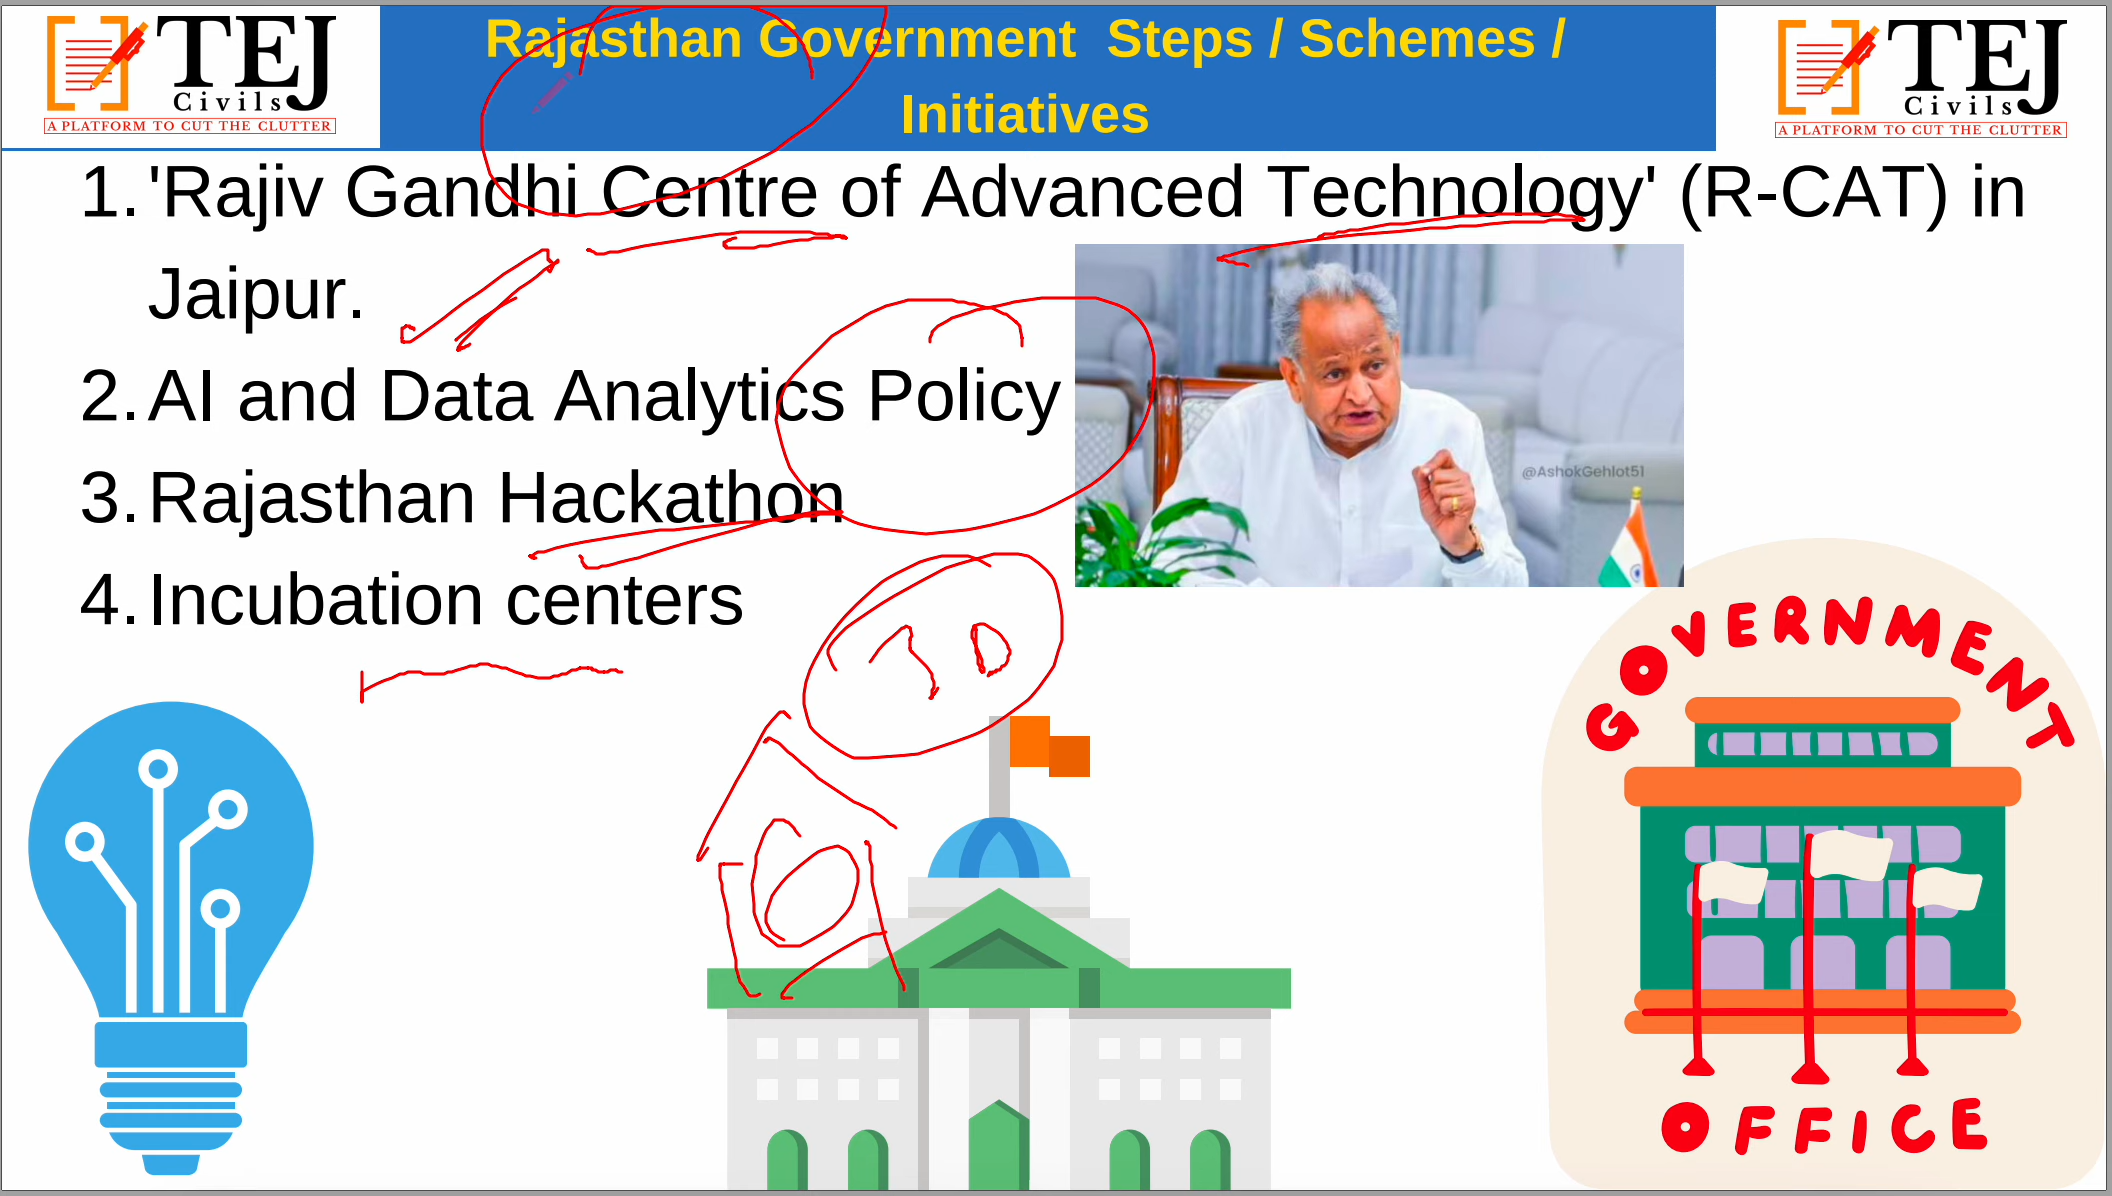 TEJ
Civils
A PLATFORM TO CUT THE CLUTTER
Rajasthan Government Steps / Schemes /
Initiatives
TEJ
Civils
A PLATFORM TO CUT THE CLUTTER
1. 'Rajiv Gandhi Centre of Advanced Technology' (R-CAT) in
Jaipur.
2. AI and Data Analytics Policy
3. Rajasthan Hackathon
4. Incubation centers
@AshokGehlot51
GOVERNMENT
OFFICE